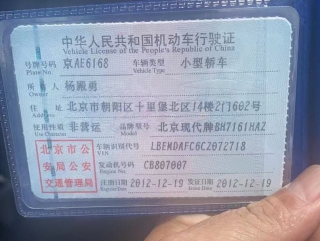 中华人民共和国机动车行驶证
Vehicle License of the People's Republic of China
号牌号码 京AE6168 车辆类型 小型轿车
Plate No. Vehicle Type
所有人 杨殿勇
住址 北京市朝阳区十里堡北区14楼2门602号
使用性质 非营运 品牌型号 北京现代牌BH7161HAZ
北京市公安局公安交通管理局
车辆识别代号 LBENDAFC6CZ072718
VIN
发动机号码 CB807007
Engine No.
注册日期 2012-12-19 发证日期 2012-12-19
Register Date Issue Date